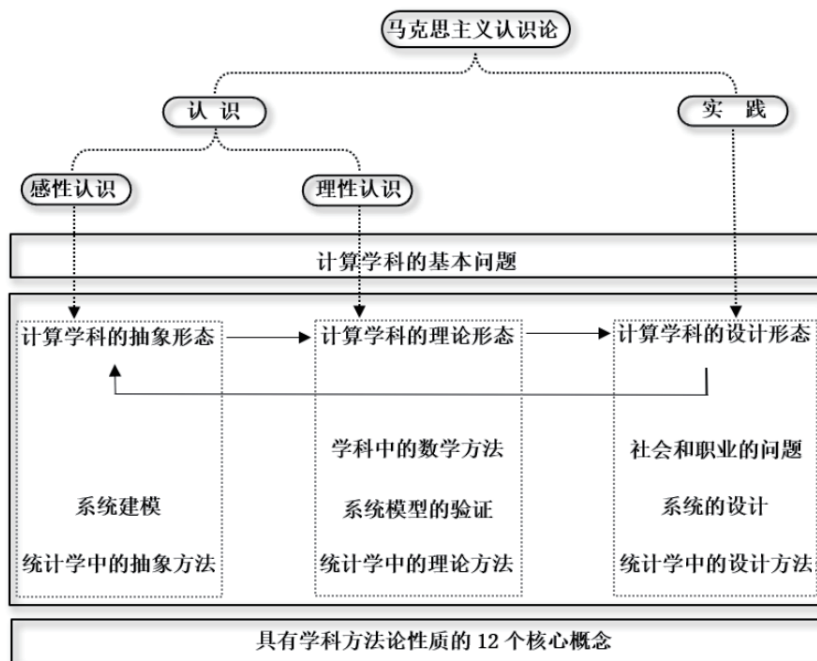 马克思主义认识论
认 识
实 践
感性认识
理性认识
计算学科的基本问题
计算学科的抽象形态
计算学科的理论形态
计算学科的设计形态
学科中的数学方法
社会和职业的问题
系统建模
系统模型的验证
系统的设计
统计学中的抽象方法
统计学中的理论方法
统计学中的设计方法
具有学科方法论性质的 12 个核心概念